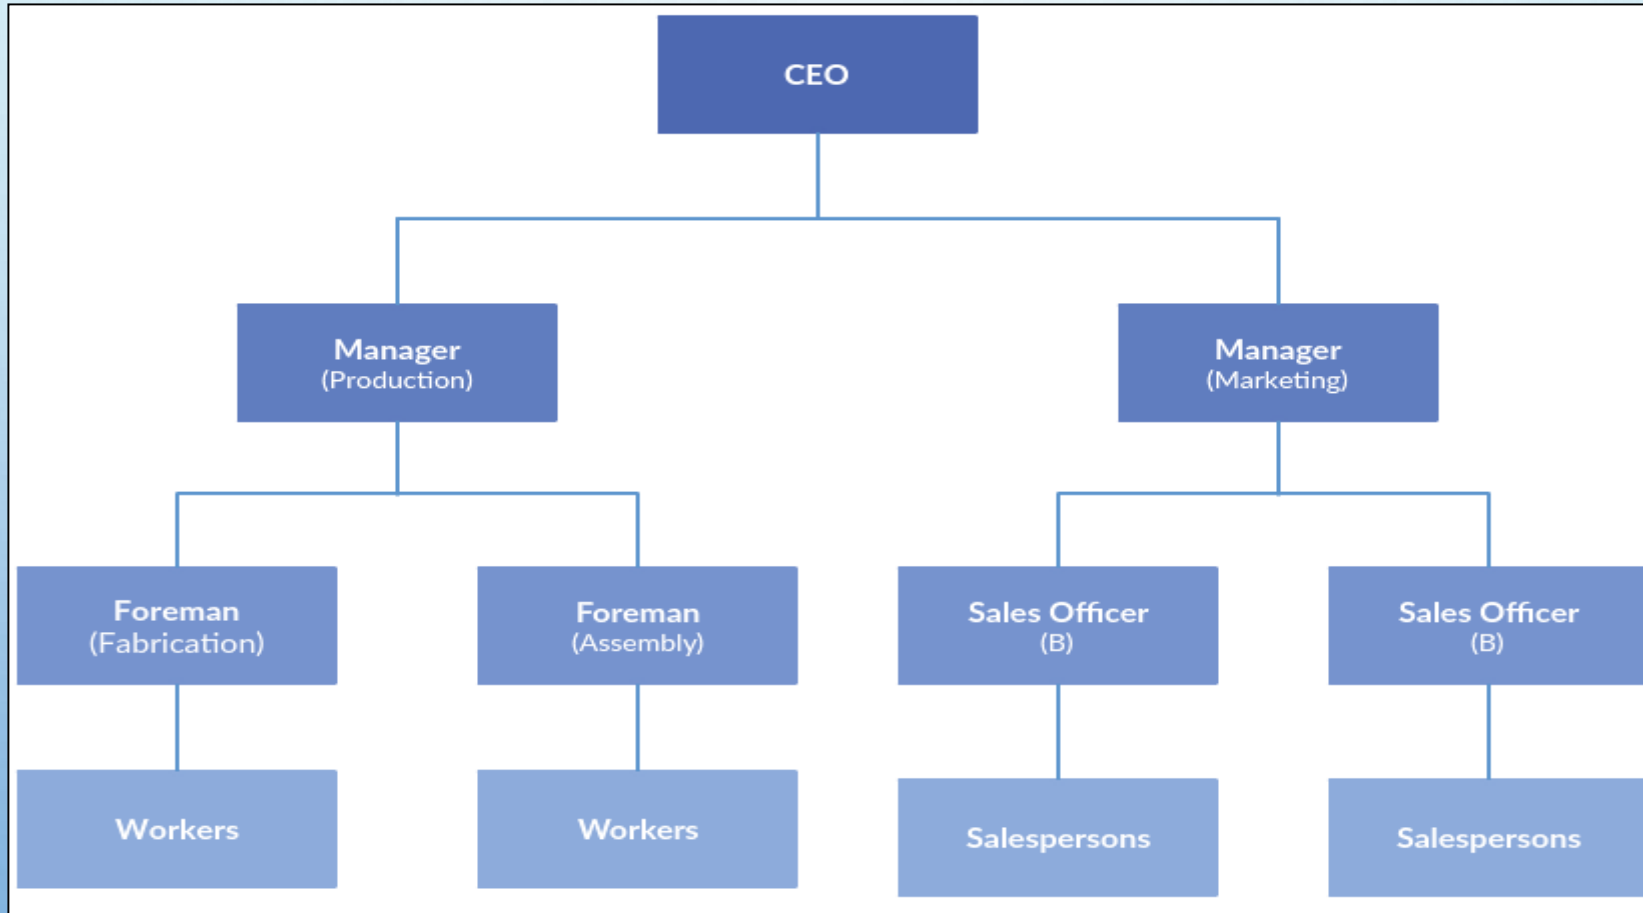 CEO
Manager
(Production)
Manager
(Marketing)
Foreman
(Fabrication)
Foreman
(Assembly)
Sales Officer
(B)
Sales Officer
(B)
Workers
Workers
Salespersons
Salespersons